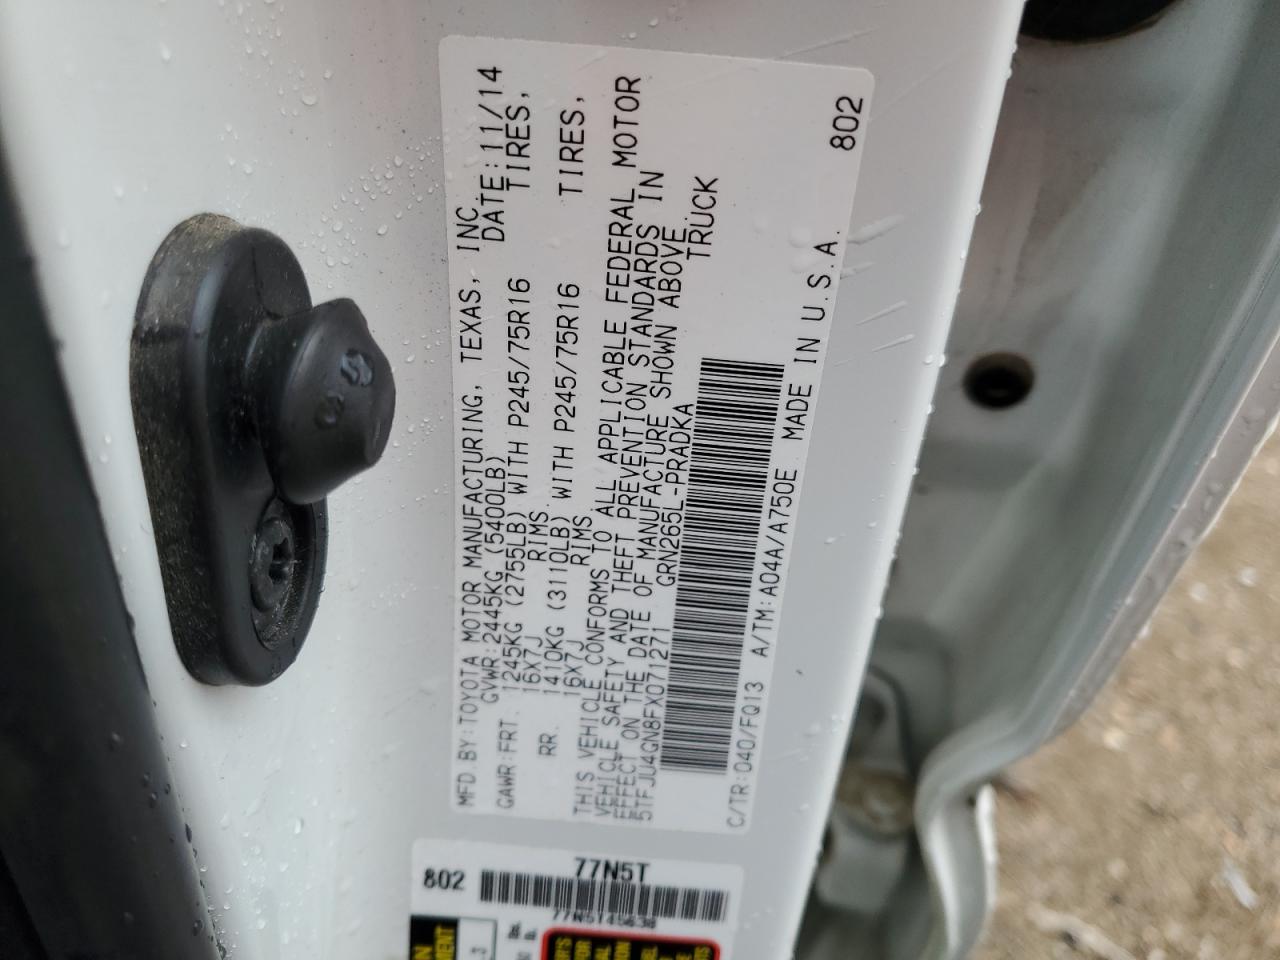 MFD BY:TOYOTA MOTOR MANUFACTURING, TEXAS, INC.
GVWR:2445KG (5400LB) DATE:11/14
GAWR:FRT. 1245KG (2755LB) WITH P245/75R16 TIRES,
16X7J RIMS
RR. 1410KG (3110LB) WITH P245/75R16 TIRES,
16X7J RIMS
THIS VEHICLE CONFORMS TO ALL APPLICABLE FEDERAL MOTOR
VEHICLE SAFETY AND THEFT PREVENTION STANDARDS IN
EFFECT ON THE DATE OF MANUFACTURE SHOWN ABOVE
5TFJU4GN8FX071271 GRN265L-PRADKA TRUCK
C/TR:040/FQ13 A/TM:A04A/A750E MADE IN U.S.A. 802
77N5T
802